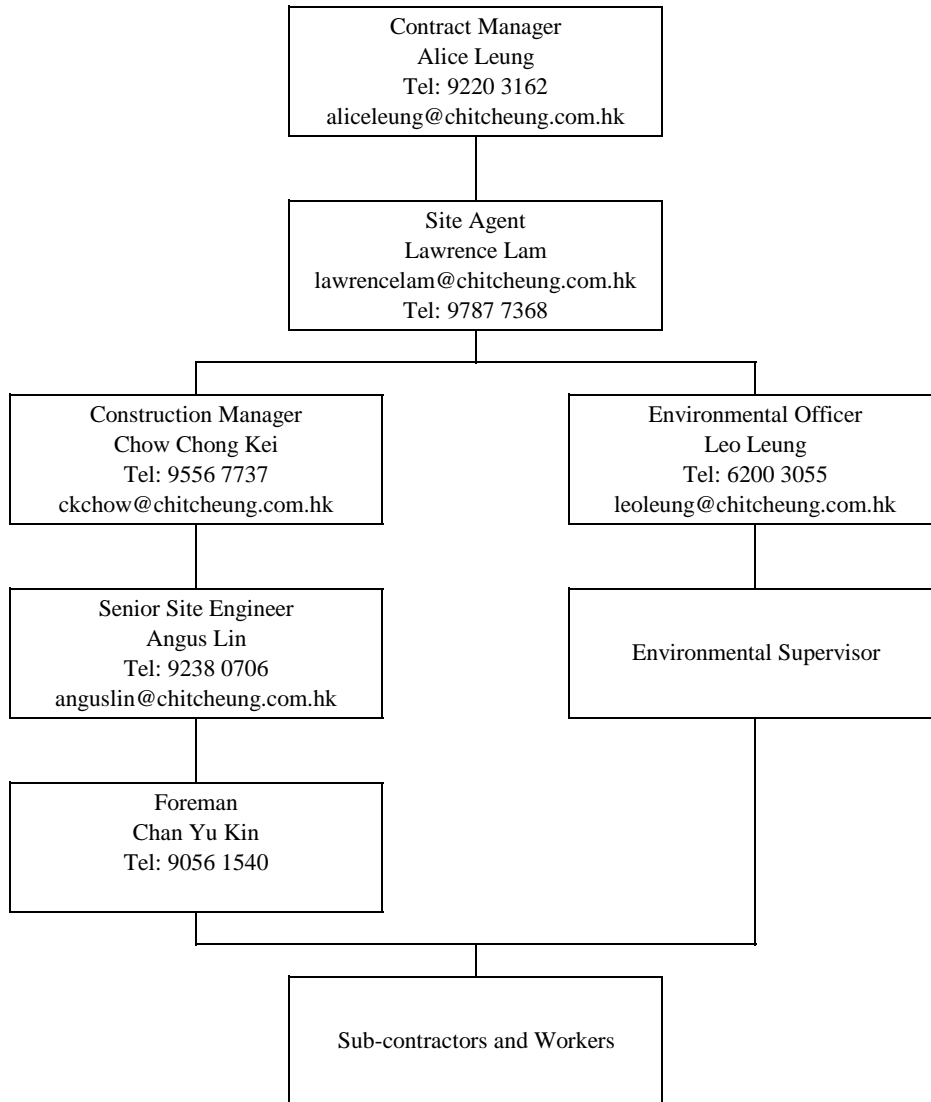 Contract Manager
Alice Leung
Tel: 9220 3162
aliceleung@chitcheung.com.hk
Site Agent
Lawrence Lam
lawrencelam@chitcheung.com.hk
Tel: 9787 7368
Construction Manager
Chow Chong Kei
Tel: 9556 7737
ckchow@chitcheung.com.hk
Environmental Officer
Leo Leung
Tel: 6200 3055
leoleung@chitcheung.com.hk
Senior Site Engineer
Angus Lin
Tel: 9238 0706
anguslin@chitcheung.com.hk
Environmental Supervisor
Foreman
Chan Yu Kin
Tel: 9056 1540
Sub-contractors and Workers